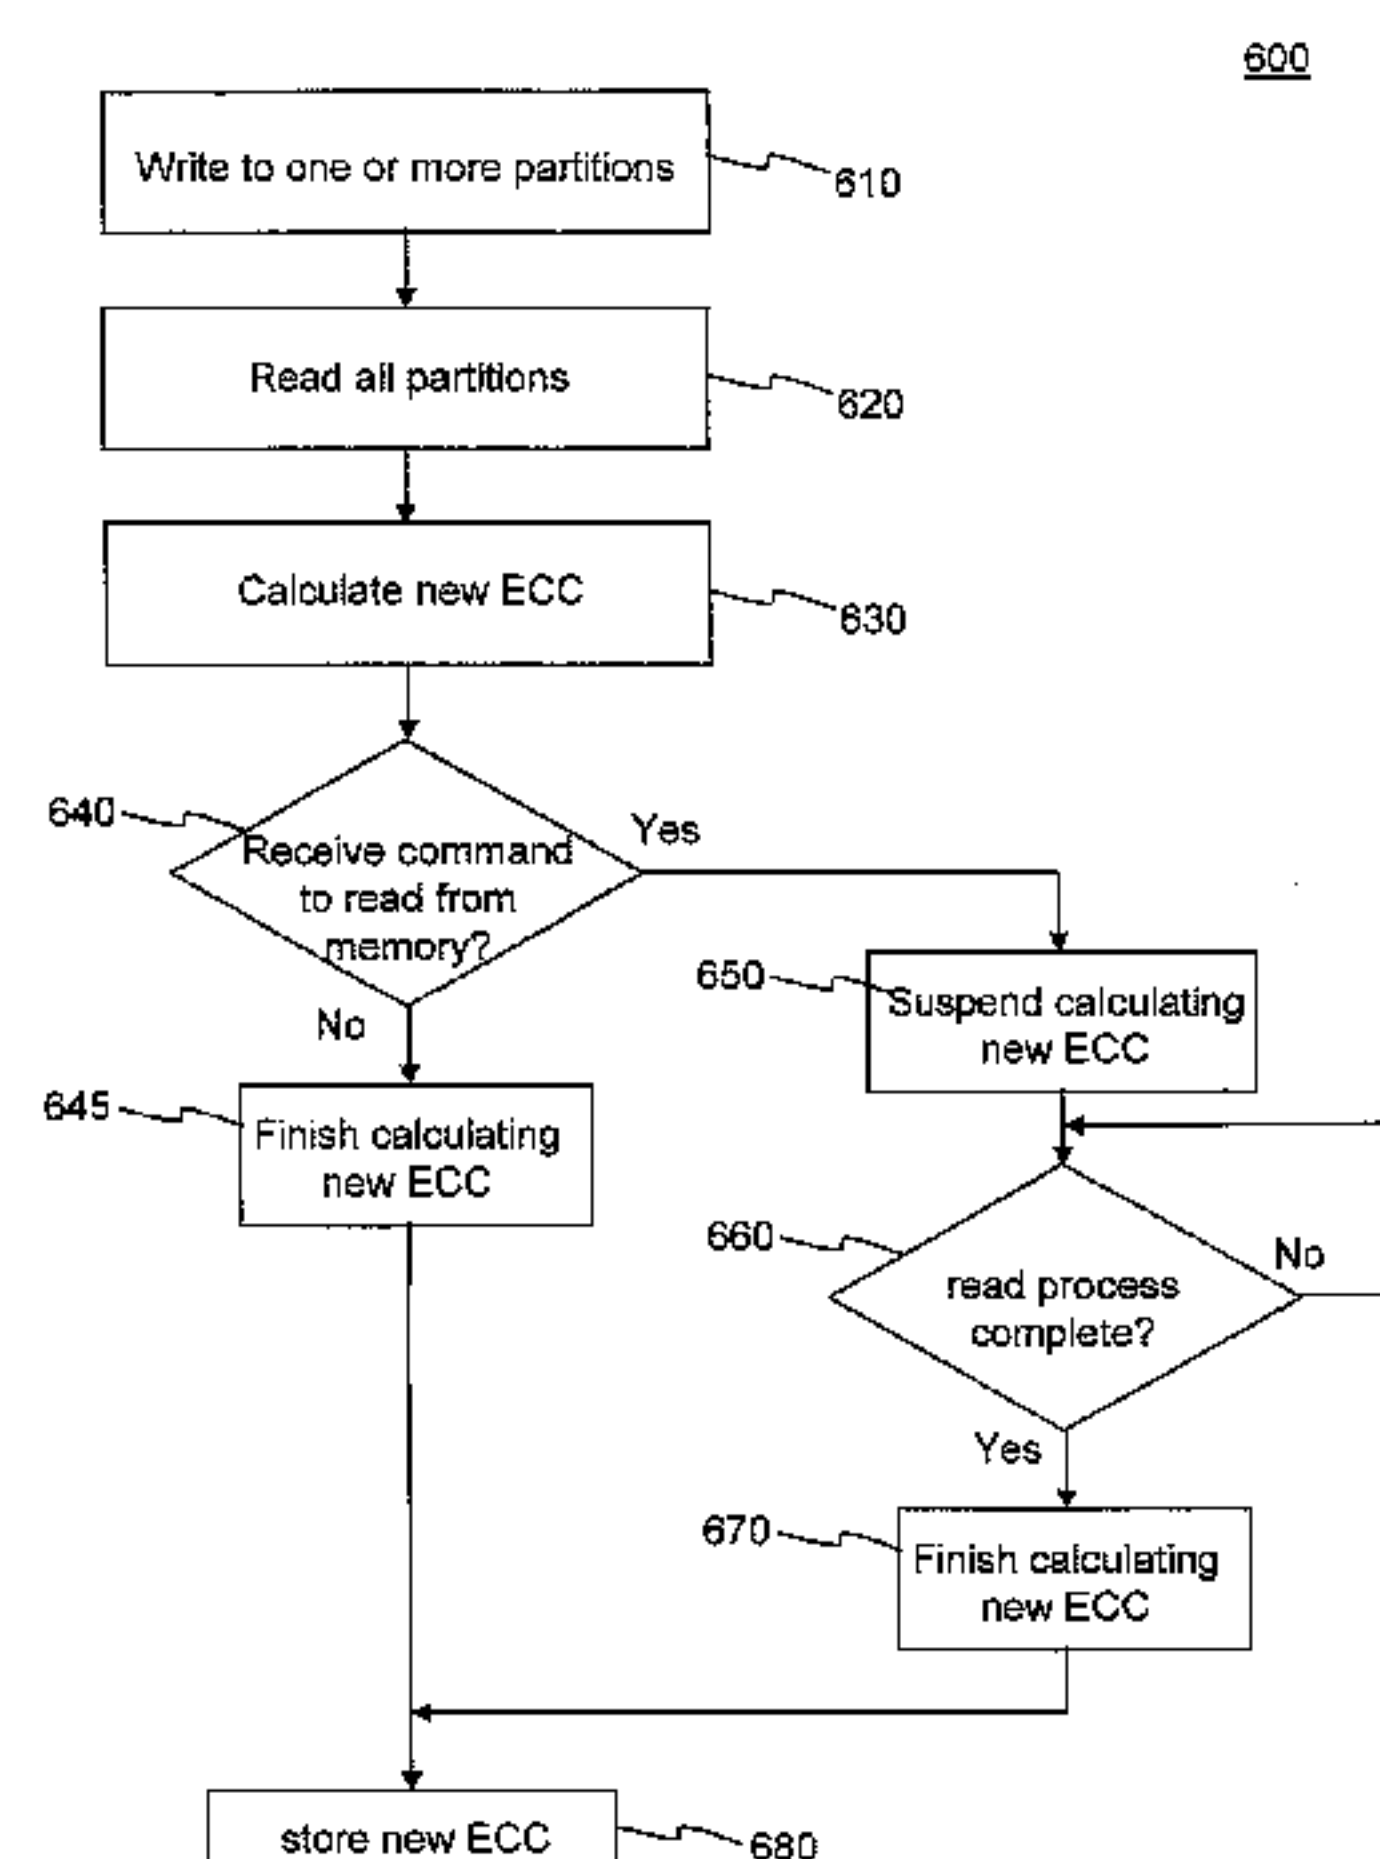 600
Write to one or more partitions
610
Read all partitions
620
Calculate new ECC
630
640
Receive command
to read from
memory?
Yes
No
650
Suspend calculating
new ECC
645
Finish calculating
new ECC
660
read process
complete?
No
Yes
670
Finish calculating
new ECC
store new ECC
680